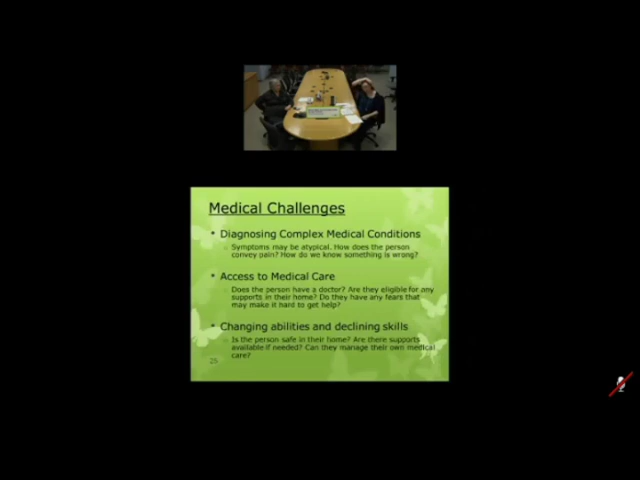 Medical Challenges
Diagnosing Complex Medical Conditions
Symptoms may be atypical. How does the person
convey pain? How do we know something is wrong?
Access to Medical Care
Does the person have a doctor? Are they eligible for any
supports in their home? Do they have any fears that
may make it hard to get help?
Changing abilities and declining skills
Is the person safe in their home? Are there supports
available if needed? Can they manage their own medical
care?
25